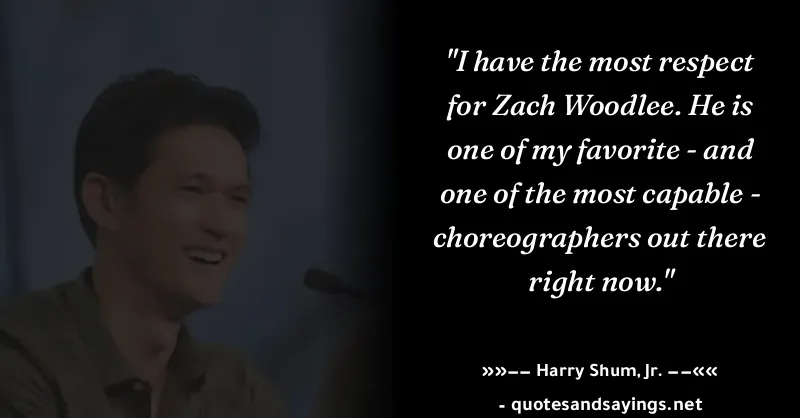 "I have the most respect
for Zach Woodlee. He is
one of my favorite - and
one of the most capable -
choreographers out there
right now."
»»−− Harry Shum, Jr. −−««
- quotesandsayings.net